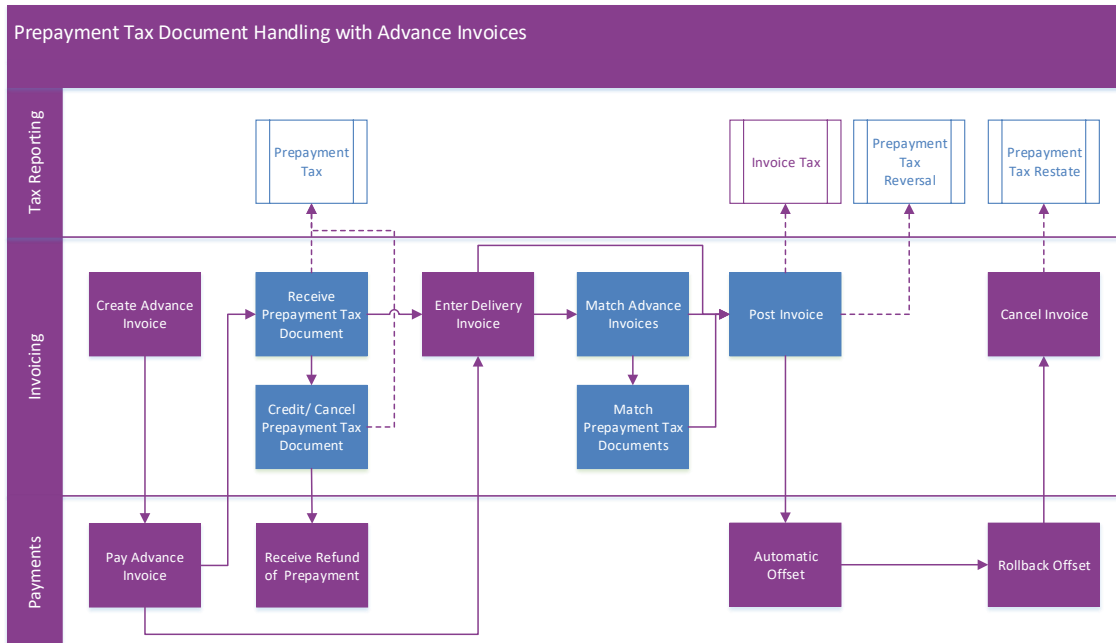 Prepayment Tax Document Handling with Advance Invoices
Tax Reporting
Prepayment
Tax
Invoice Tax
Prepayment
Tax
Reversal
Prepayment
Tax Restate
Invoicing
Create Advance
Invoice
Receive
Prepayment Tax
Document
Enter Delivery
Invoice
Match Advance
Invoices
Post Invoice
Cancel Invoice
Credit/ Cancel
Prepayment Tax
Document
Match
Prepayment Tax
Documents
Payments
Pay Advance
Invoice
Receive Refund
of Prepayment
Automatic
Offset
Rollback Offset